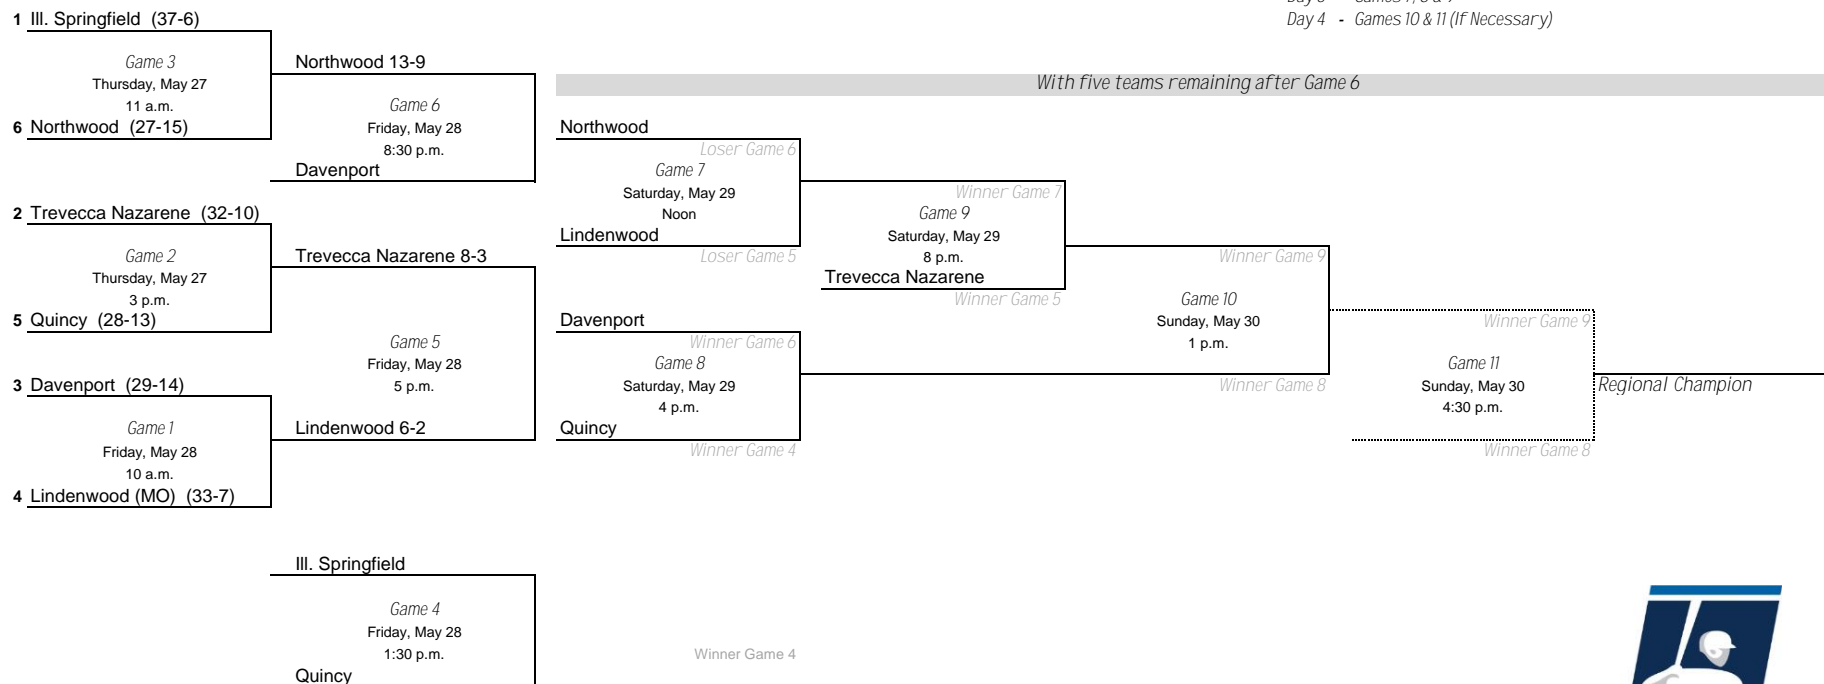 Day 4 - Games 10 & 11 (If Necessary)
1 Ill. Springfield (37-6)
Game 3
Thursday, May 27
11 a.m.
6 Northwood (27-15)
Northwood 13-9
Game 6
Friday, May 28
8:30 p.m.
Davenport
With five teams remaining after Game 6
2 Trevecca Nazarene (32-10)
Game 2
Thursday, May 27
3 p.m.
5 Quincy (28-13)
Trevecca Nazarene 8-3
Game 5
Friday, May 28
5 p.m.
Lindenwood 6-2
3 Davenport (29-14)
Game 1
Friday, May 28
10 a.m.
4 Lindenwood (MO) (33-7)
Northwood
Loser Game 6
Game 7
Saturday, May 29
Noon
Lindenwood
Loser Game 5
Davenport
Winner Game 6
Game 8
Saturday, May 29
4 p.m.
Quincy
Winner Game 4
Winner Game 7
Game 9
Saturday, May 29
8 p.m.
Trevecca Nazarene
Winner Game 5
Winner Game 9
Game 10
Sunday, May 30
1 p.m.
Winner Game 8
Winner Game 9
Game 11
Sunday, May 30
4:30 p.m.
Winner Game 8
Regional Champion
Ill. Springfield
Game 4
Friday, May 28
1:30 p.m.
Quincy
Winner Game 4